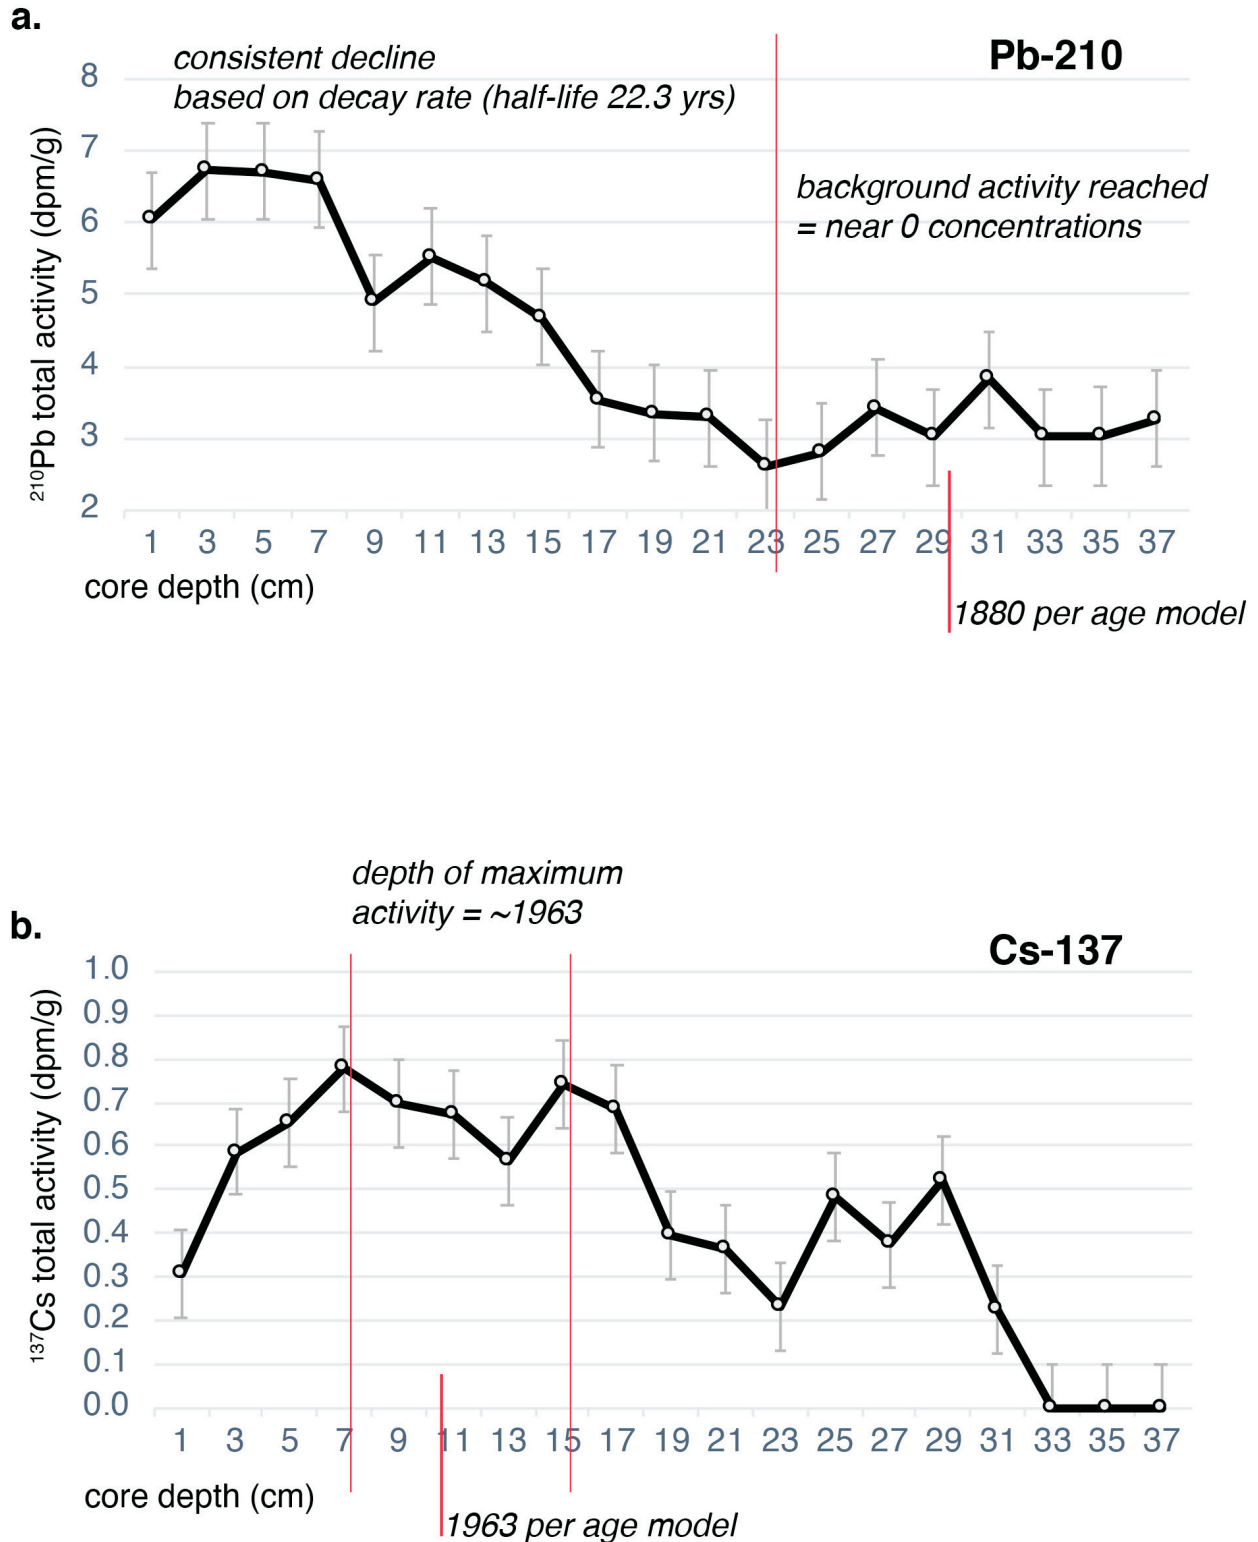 a.
Pb-210
consistent decline
based on decay rate (half-life 22.3 yrs)
background activity reached
= near 0 concentrations
²¹⁰Pb total activity (dpm/g)
8
7
6
5
4
3
2
1 3 5 7 9 11 13 15 17 19 21 23 25 27 29 31 33 35 37
core depth (cm)
1880 per age model
depth of maximum
activity = ~1963
b.
Cs-137
¹³⁷Cs total activity (dpm/g)
1.0
0.9
0.8
0.7
0.6
0.5
0.4
0.3
0.2
0.1
0.0
1 3 5 7 9 11 13 15 17 19 21 23 25 27 29 31 33 35 37
core depth (cm)
1963 per age model